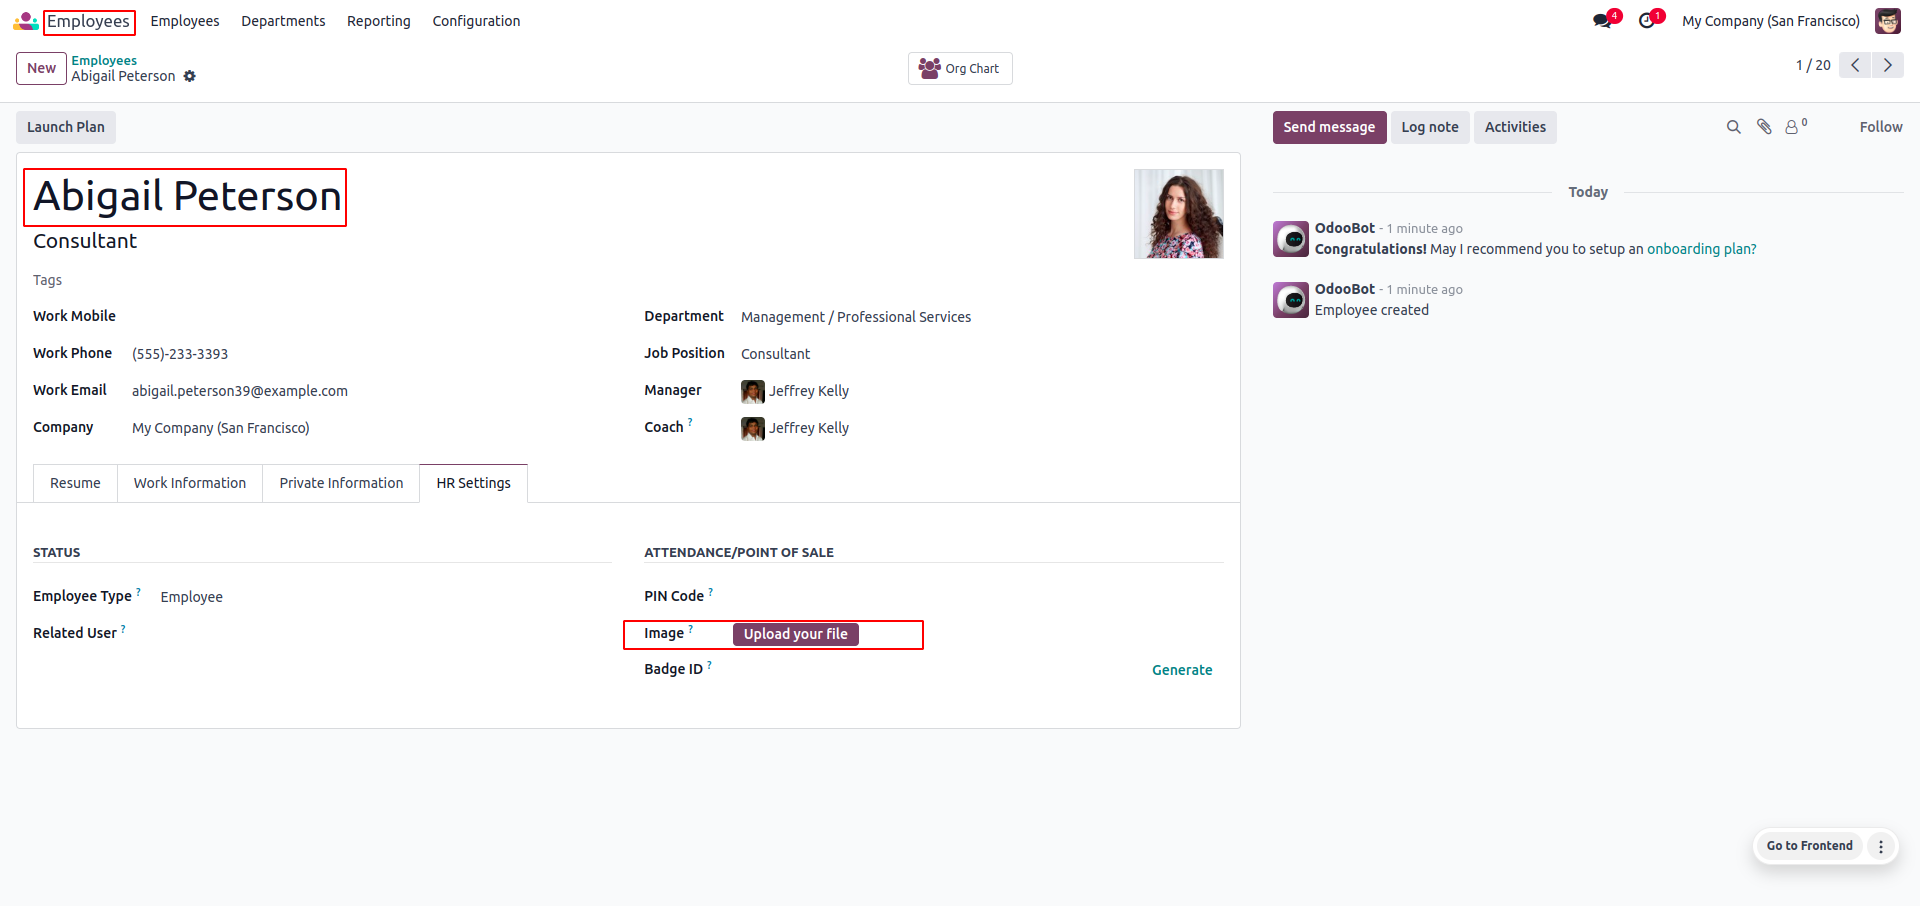 Employees Employees Departments Reporting Configuration 4 1 My Company (San Francisco)
New Employees Org Chart 1 / 20
Abigail Peterson
Launch Plan Send message Log note Activities 0 Follow
Abigail Peterson
Consultant
Tags
Work Mobile
Work Phone (555)-233-3393
Work Email abigail.peterson39@example.com
Company My Company (San Francisco)
Department Management / Professional Services
Job Position Consultant
Manager Jeffrey Kelly
Coach ? Jeffrey Kelly
Resume Work Information Private Information HR Settings
STATUS
Employee Type ? Employee
Related User ?
ATTENDANCE/POINT OF SALE
PIN Code ?
Image ? Upload your file
Badge ID ? Generate
Today
OdooBot - 1 minute ago
Congratulations! May I recommend you to setup an onboarding plan?
OdooBot - 1 minute ago
Employee created
Go to Frontend